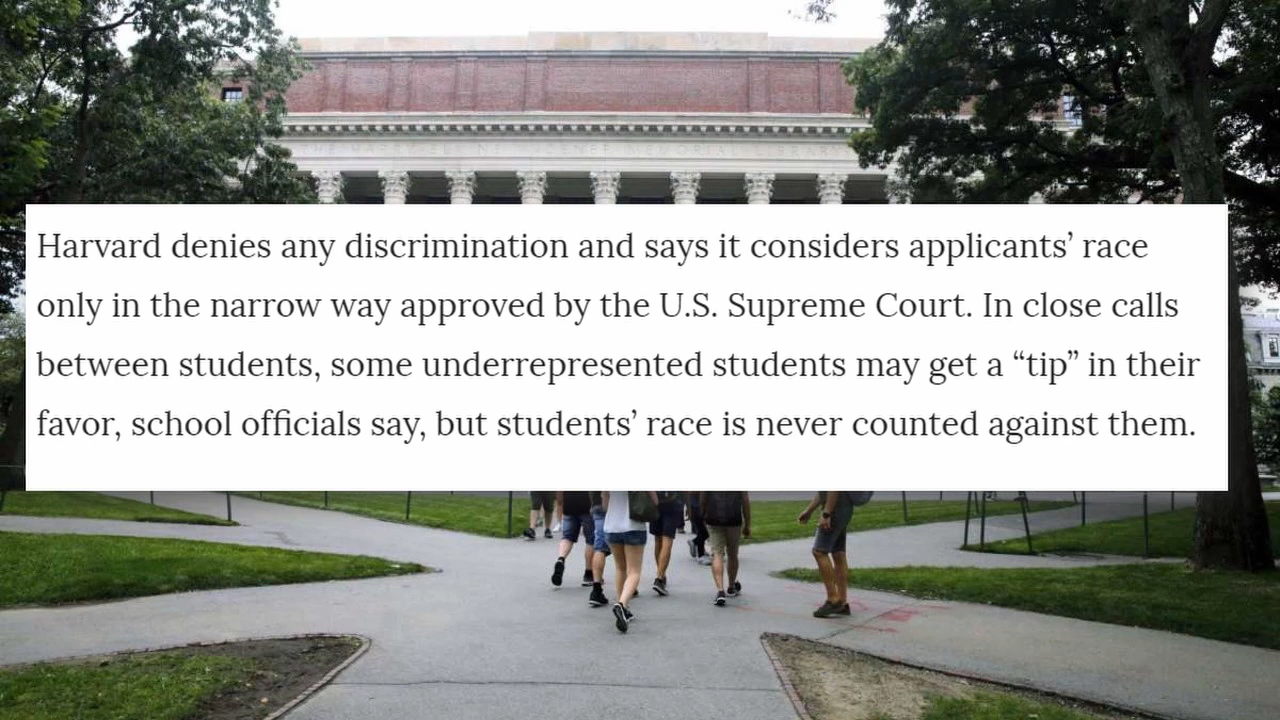 Harvard denies any discrimination and says it considers applicants’ race
only in the narrow way approved by the U.S. Supreme Court. In close calls
between students, some underrepresented students may get a “tip” in their
favor, school officials say, but students’ race is never counted against them.